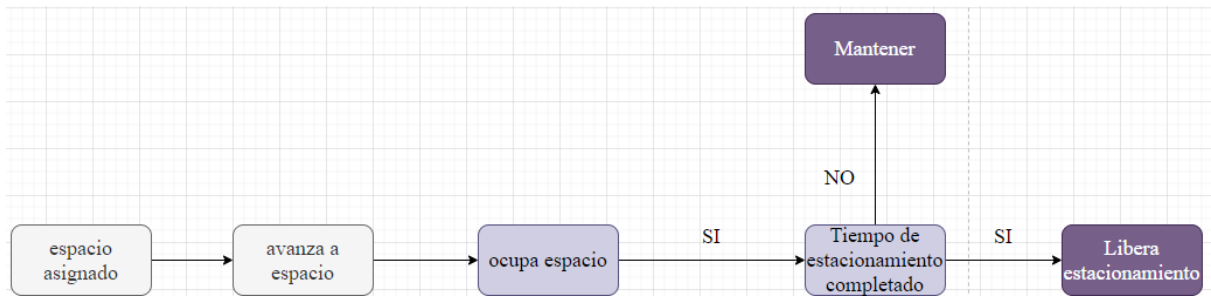 Mantener
NO
espacio
asignado
avanza a
espacio
ocupa espacio
SI
Tiempo de
estacionamiento
completado
SI
Libera
estacionamiento